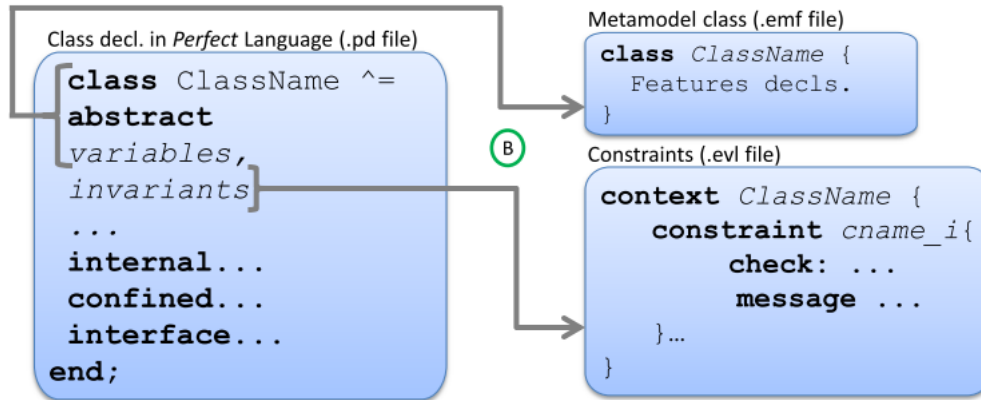 Class decl. in Perfect Language (.pd file)
class ClassName ^=
abstract
variables,
invariants
...
internal...
confined...
interface...
end;
B
Metamodel class (.emf file)
class ClassName {
Features decls.
}
Constraints (.evl file)
context ClassName {
constraint cname_i{
check: ...
message ...
}...
}